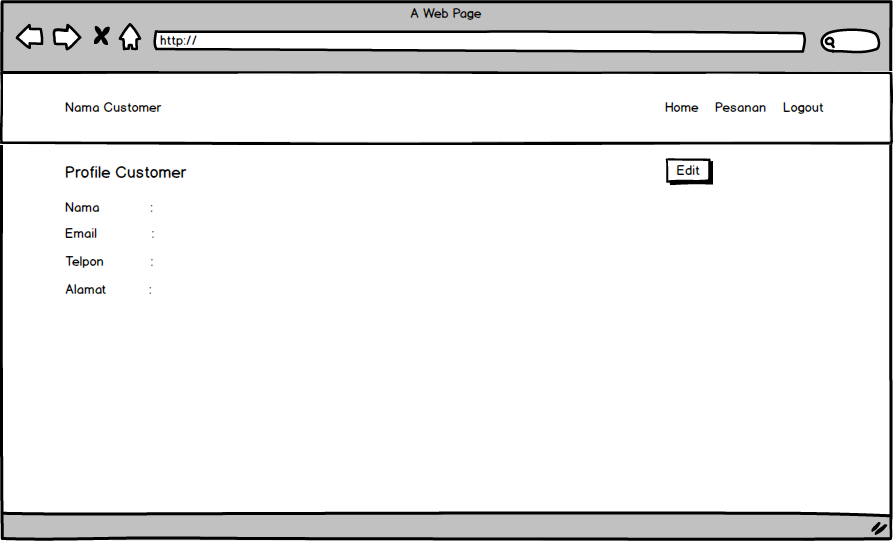 A Web Page
http://
Nama Customer Home Pesanan Logout
Profile Customer Edit
Nama :
Email :
Telpon :
Alamat :